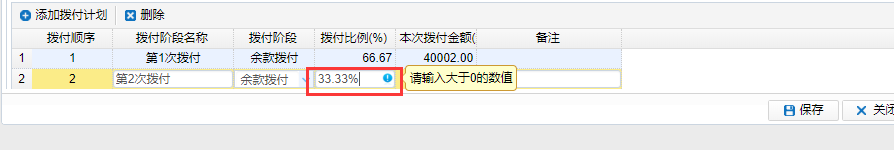 添加拨付计划 删除
拨付顺序 拨付阶段名称 拨付阶段 拨付比例(%) 本次拨付金额( 备注
1 1 第1次拨付 余款拨付 66.67 40002.00
2 2 第2次拨付 余款拨付 33.33% 请输入大于0的数值
保存 关闭